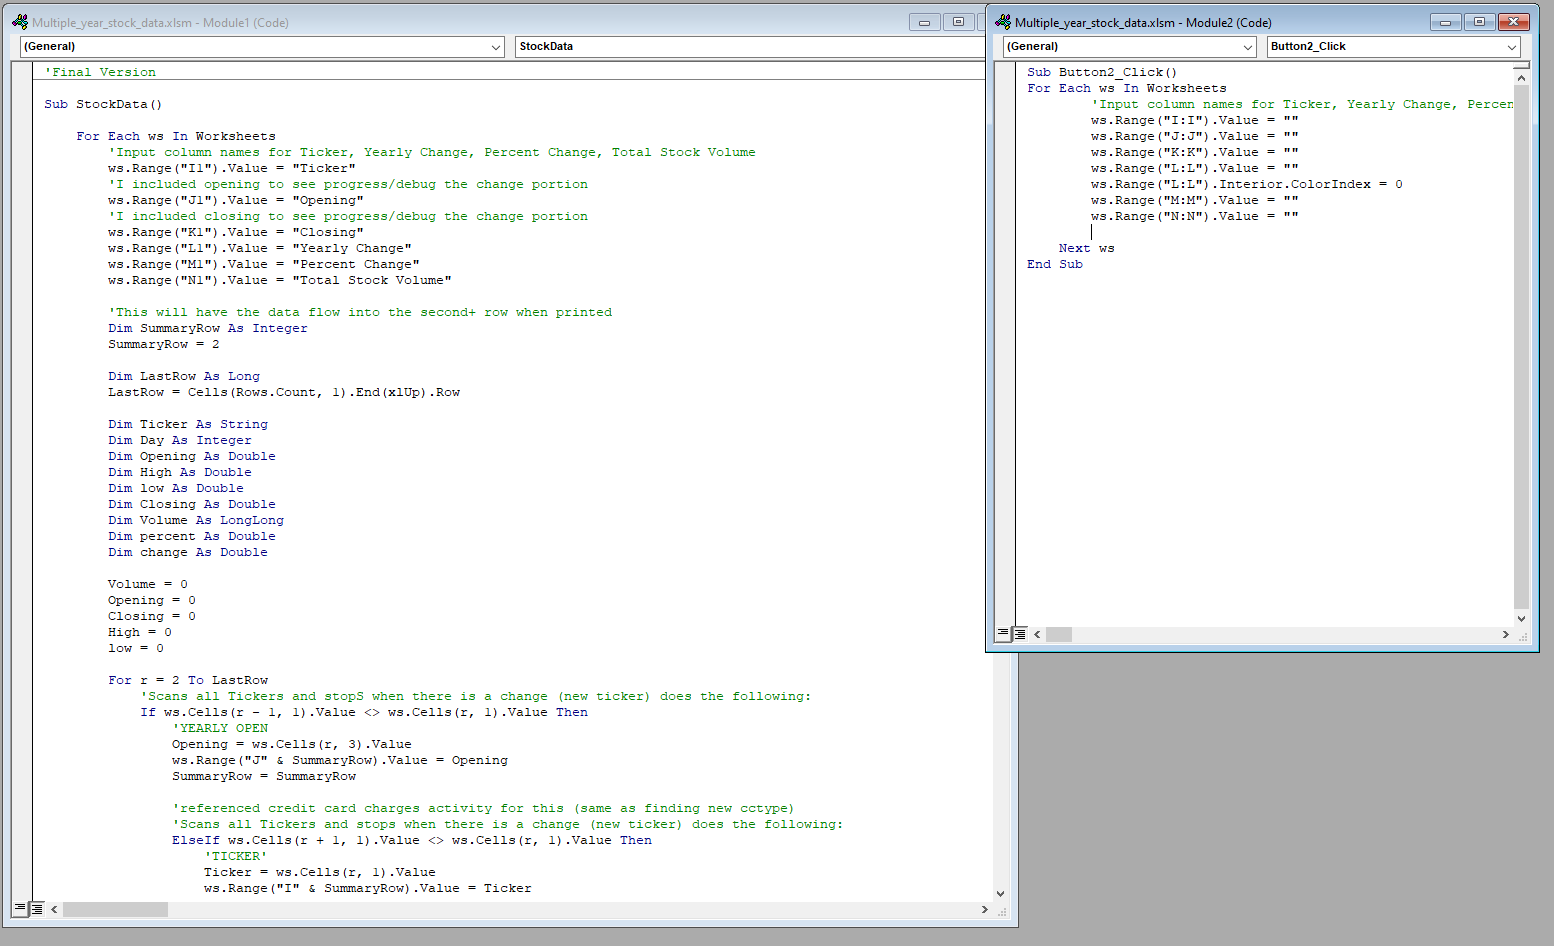 Multiple_year_stock_data.xlsm - Module1 (Code)
(General)
StockData
'Final Version
Sub StockData()
For Each ws In Worksheets
'Input column names for Ticker, Yearly Change, Percent Change, Total Stock Volume
ws.Range("I1").Value = "Ticker"
'I included opening to see progress/debug the change portion
ws.Range("J1").Value = "Opening"
'I included closing to see progress/debug the change portion
ws.Range("K1").Value = "Closing"
ws.Range("L1").Value = "Yearly Change"
ws.Range("M1").Value = "Percent Change"
ws.Range("N1").Value = "Total Stock Volume"
'This will have the data flow into the second+ row when printed
Dim SummaryRow As Integer
SummaryRow = 2
Dim LastRow As Long
LastRow = Cells(Rows.Count, 1).End(xlUp).Row
Dim Ticker As String
Dim Day As Integer
Dim Opening As Double
Dim High As Double
Dim low As Double
Dim Closing As Double
Dim Volume As LongLong
Dim percent As Double
Dim change As Double
Volume = 0
Opening = 0
Closing = 0
High = 0
low = 0
For r = 2 To LastRow
'Scans all Tickers and stopS when there is a change (new ticker) does the following:
If ws.Cells(r - 1, 1).Value <> ws.Cells(r, 1).Value Then
'YEARLY OPEN
Opening = ws.Cells(r, 3).Value
ws.Range("J" & SummaryRow).Value = Opening
SummaryRow = SummaryRow
'referenced credit card charges activity for this (same as finding new cctype)
'Scans all Tickers and stops when there is a change (new ticker) does the following:
ElseIf ws.Cells(r + 1, 1).Value <> ws.Cells(r, 1).Value Then
'TICKER'
Ticker = ws.Cells(r, 1).Value
ws.Range("I" & SummaryRow).Value = Ticker
Multiple_year_stock_data.xlsm - Module2 (Code)
(General)
Button2_Click
Sub Button2_Click()
For Each ws In Worksheets
'Input column names for Ticker, Yearly Change, Percen
ws.Range("I:I").Value = ""
ws.Range("J:J").Value = ""
ws.Range("K:K").Value = ""
ws.Range("L:L").Value = ""
ws.Range("L:L").Interior.ColorIndex = 0
ws.Range("M:M").Value = ""
ws.Range("N:N").Value = ""
Next ws
End Sub